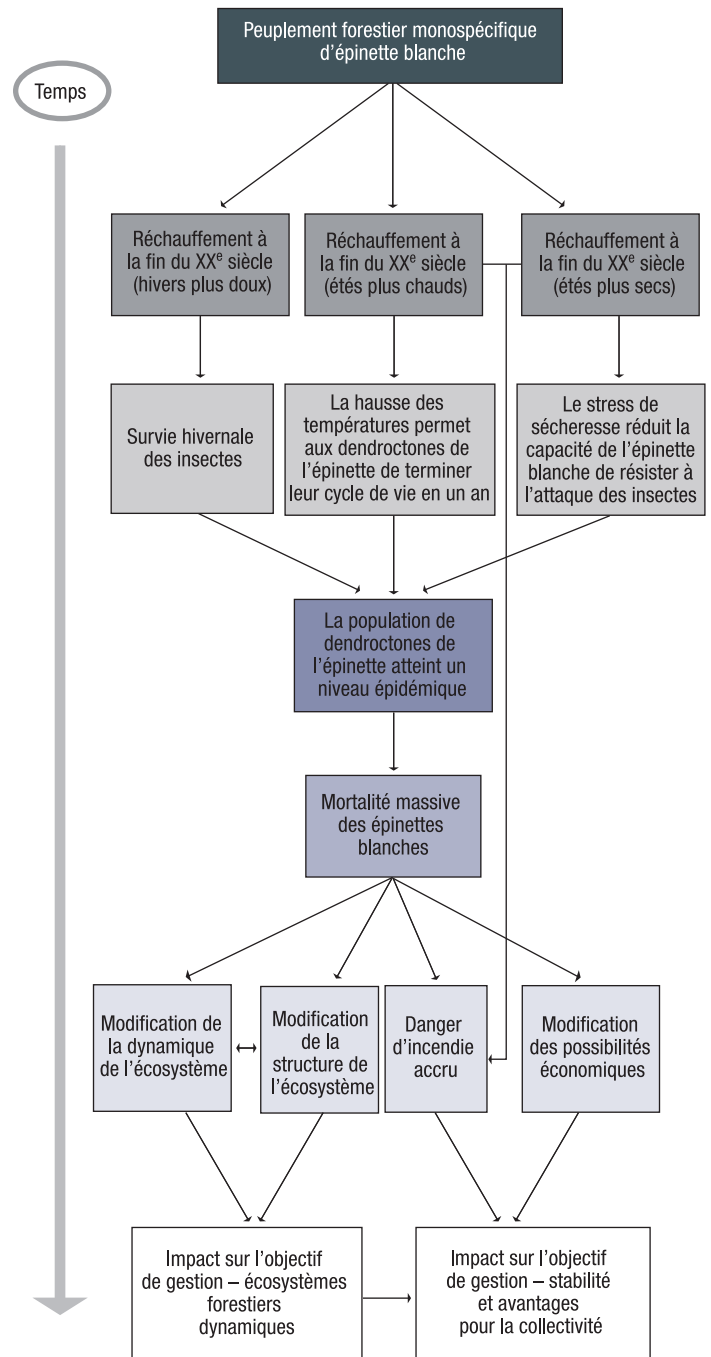 Peuplement forestier monospécifique
d'épinette blanche
Temps
Réchauffement à
la fin du XXe siècle
(hivers plus doux)
Réchauffement à
la fin du XXe siècle
(étés plus chauds)
Réchauffement à
la fin du XXe siècle
(étés plus secs)
Survie hivernale
des insectes
La hausse des
températures permet
aux dendroctones de
l'épinette de terminer
leur cycle de vie en un an
Le stress de
sécheresse réduit la
capacité de l'épinette
blanche de résister à
l'attaque des insectes
La population de
dendroctones de
l'épinette atteint un
niveau épidémique
Mortalité massive
des épinettes
blanches
Modification de
la dynamique
de l'écosystème
Modification
de la
structure de
l'écosystème
Danger
d'incendie
accru
Modification
des possibilités
économiques
Impact sur l'objectif
de gestion – écosystèmes
forestiers
dynamiques
Impact sur l'objectif
de gestion – stabilité
et avantages
pour la collectivité